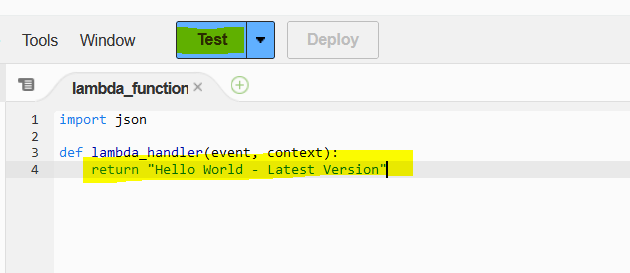 Tools Window Test Deploy
lambda_function
1 import json
2
3 def lambda_handler(event, context):
4 return "Hello World - Latest Version"